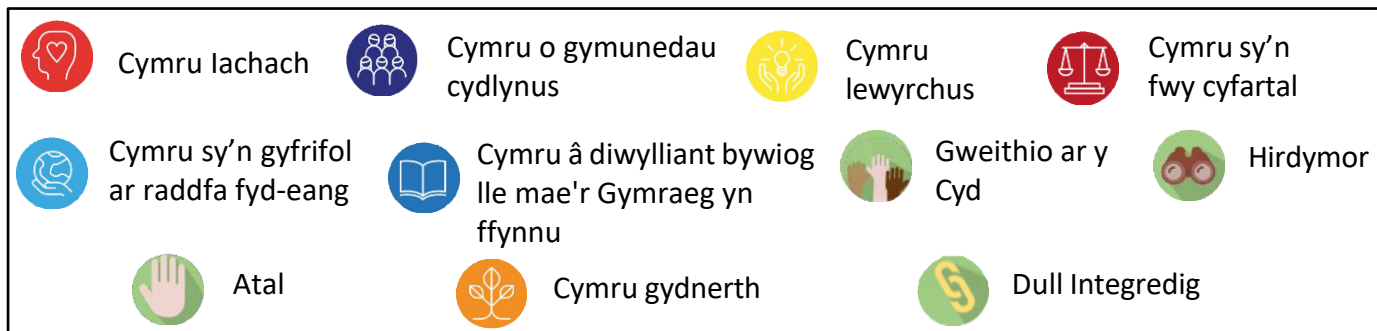 Cymru Iachach
Cymru o gymunedau
cydlynus
Cymru
lewyrchus
Cymru sy’n
fwy cyfartal
Cymru sy’n gyfrifol
ar raddfa fyd-eang
Cymru â diwylliant bywiog
lle mae'r Gymraeg yn
ffynnu
Gweithio ar y
Cyd
Hirdymor
Atal
Cymru gydnerth
Dull Integredig